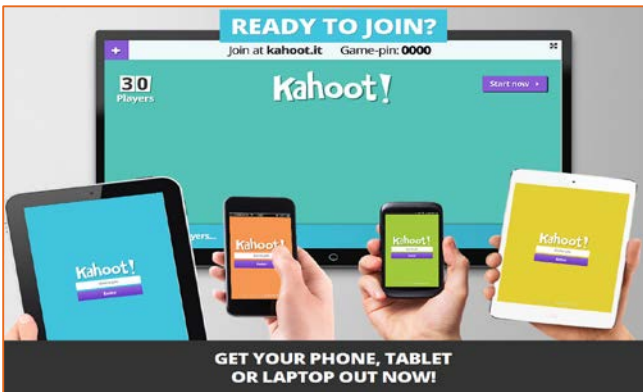 READY TO JOIN?
+
Join at kahoot.it Game-pin: 0000
30
Players
Kahoot!
Start now
Kahoot!
Kahoot!
Kahoot!
Kahoot!
GET YOUR PHONE, TABLET
OR LAPTOP OUT NOW!